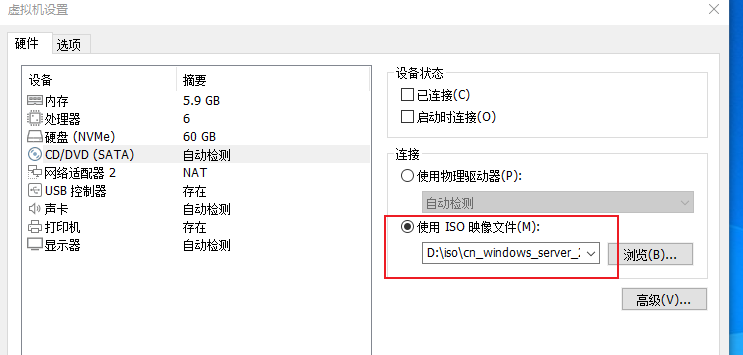 虚拟机设置
硬件 选项
设备 摘要
内存 5.9 GB
处理器 6
硬盘 (NVMe) 60 GB
CD/DVD (SATA) 自动检测
网络适配器 2 NAT
USB 控制器 存在
声卡 自动检测
打印机 存在
显示器 自动检测
设备状态
已连接(C)
启动时连接(O)
连接
使用物理驱动器(P):
自动检测
使用 ISO 映像文件(M):
D:\iso\cn_windows_server_
浏览(B)...
高级(V)...